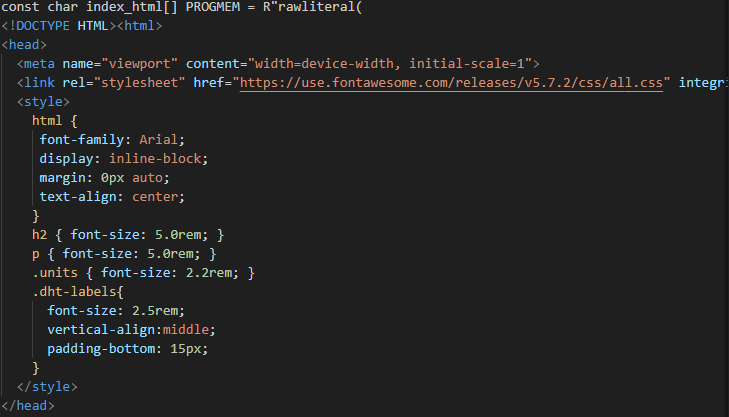 const char index_html[] PROGMEM = R"rawliteral(
<!DOCTYPE HTML><html>
<head>
  <meta name="viewport" content="width=device-width, initial-scale=1">
  <link rel="stylesheet" href="https://use.fontawesome.com/releases/v5.7.2/css/all.css" integri
  <style>
    html {
     font-family: Arial;
     display: inline-block;
     margin: 0px auto;
     text-align: center;
    }
    h2 { font-size: 5.0rem; }
    p { font-size: 5.0rem; }
    .units { font-size: 2.2rem; }
    .dht-labels{
      font-size: 2.5rem;
      vertical-align:middle;
      padding-bottom: 15px;
    }
  </style>
</head>